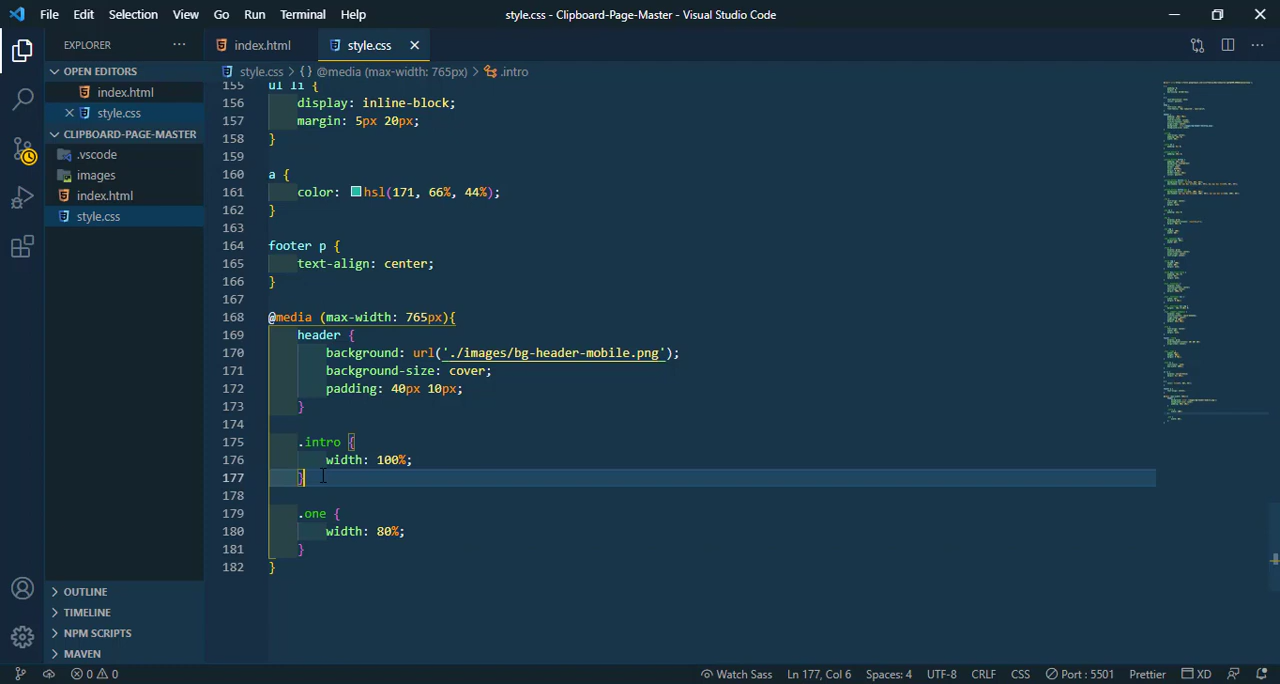 File Edit Selection View Go Run Terminal Help
style.css - Clipboard-Page-Master - Visual Studio Code
EXPLORER
index.html
style.css
OPEN EDITORS
index.html
style.css
CLIPBOARD-PAGE-MASTER
.vscode
images
index.html
style.css
OUTLINE
TIMELINE
NPM SCRIPTS
MAVEN
style.css > {} @media (max-width: 765px) > .intro
155 ul li {
156 display: inline-block;
157 margin: 5px 20px;
158 }
159
160 a {
161 color: hsl(171, 66%, 44%);
162 }
163
164 footer p {
165 text-align: center;
166 }
167
168 @media (max-width: 765px){
169 header {
170 background: url('./images/bg-header-mobile.png');
171 background-size: cover;
172 padding: 40px 10px;
173 }
174
175 .intro {
176 width: 100%;
177 }
178
179 .one {
180 width: 80%;
181 }
182 }
0 0
Watch Sass Ln 177, Col 6 Spaces: 4 UTF-8 CRLF CSS Port : 5501 Prettier XD